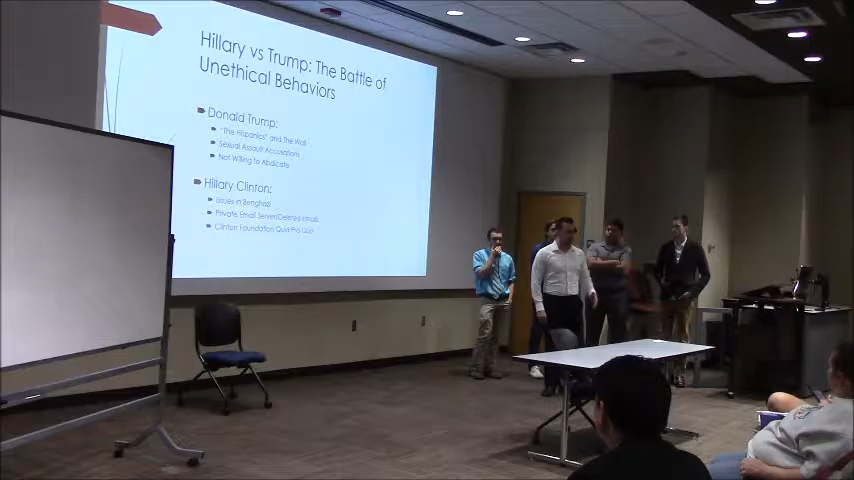 Hillary vs Trump: The Battle of
Unethical Behaviors
Donald Trump:
"The Hispanics" and The Wall
Sexual Assault Accusations
Not Willing to Abdicate
Hillary Clinton:
Issues in Benghazi
Private Email Server/Deleted Emails
Clinton Foundation Quid Pro Quo